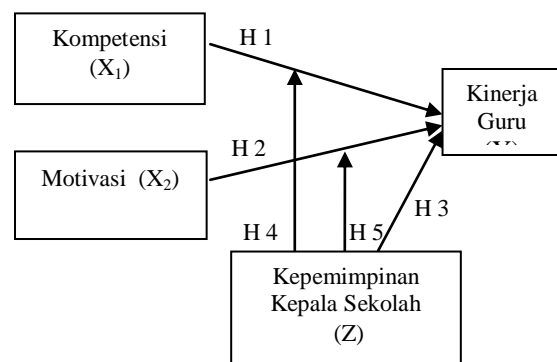 Kompetensi
(X₁)
H 1
Kinerja
Guru
Motivasi (X₂)
H 2
H 3
H 4
H 5
Kepemimpinan
Kepala Sekolah
(Z)